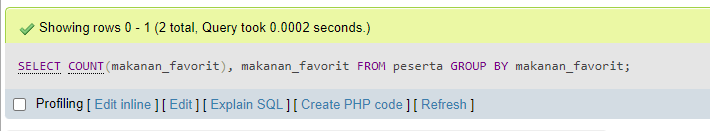 Showing rows 0 - 1 (2 total, Query took 0.0002 seconds.)
SELECT COUNT(makanan_favorit), makanan_favorit FROM peserta GROUP BY makanan_favorit;
Profiling [ Edit inline ] [ Edit ] [ Explain SQL ] [ Create PHP code ] [ Refresh ]